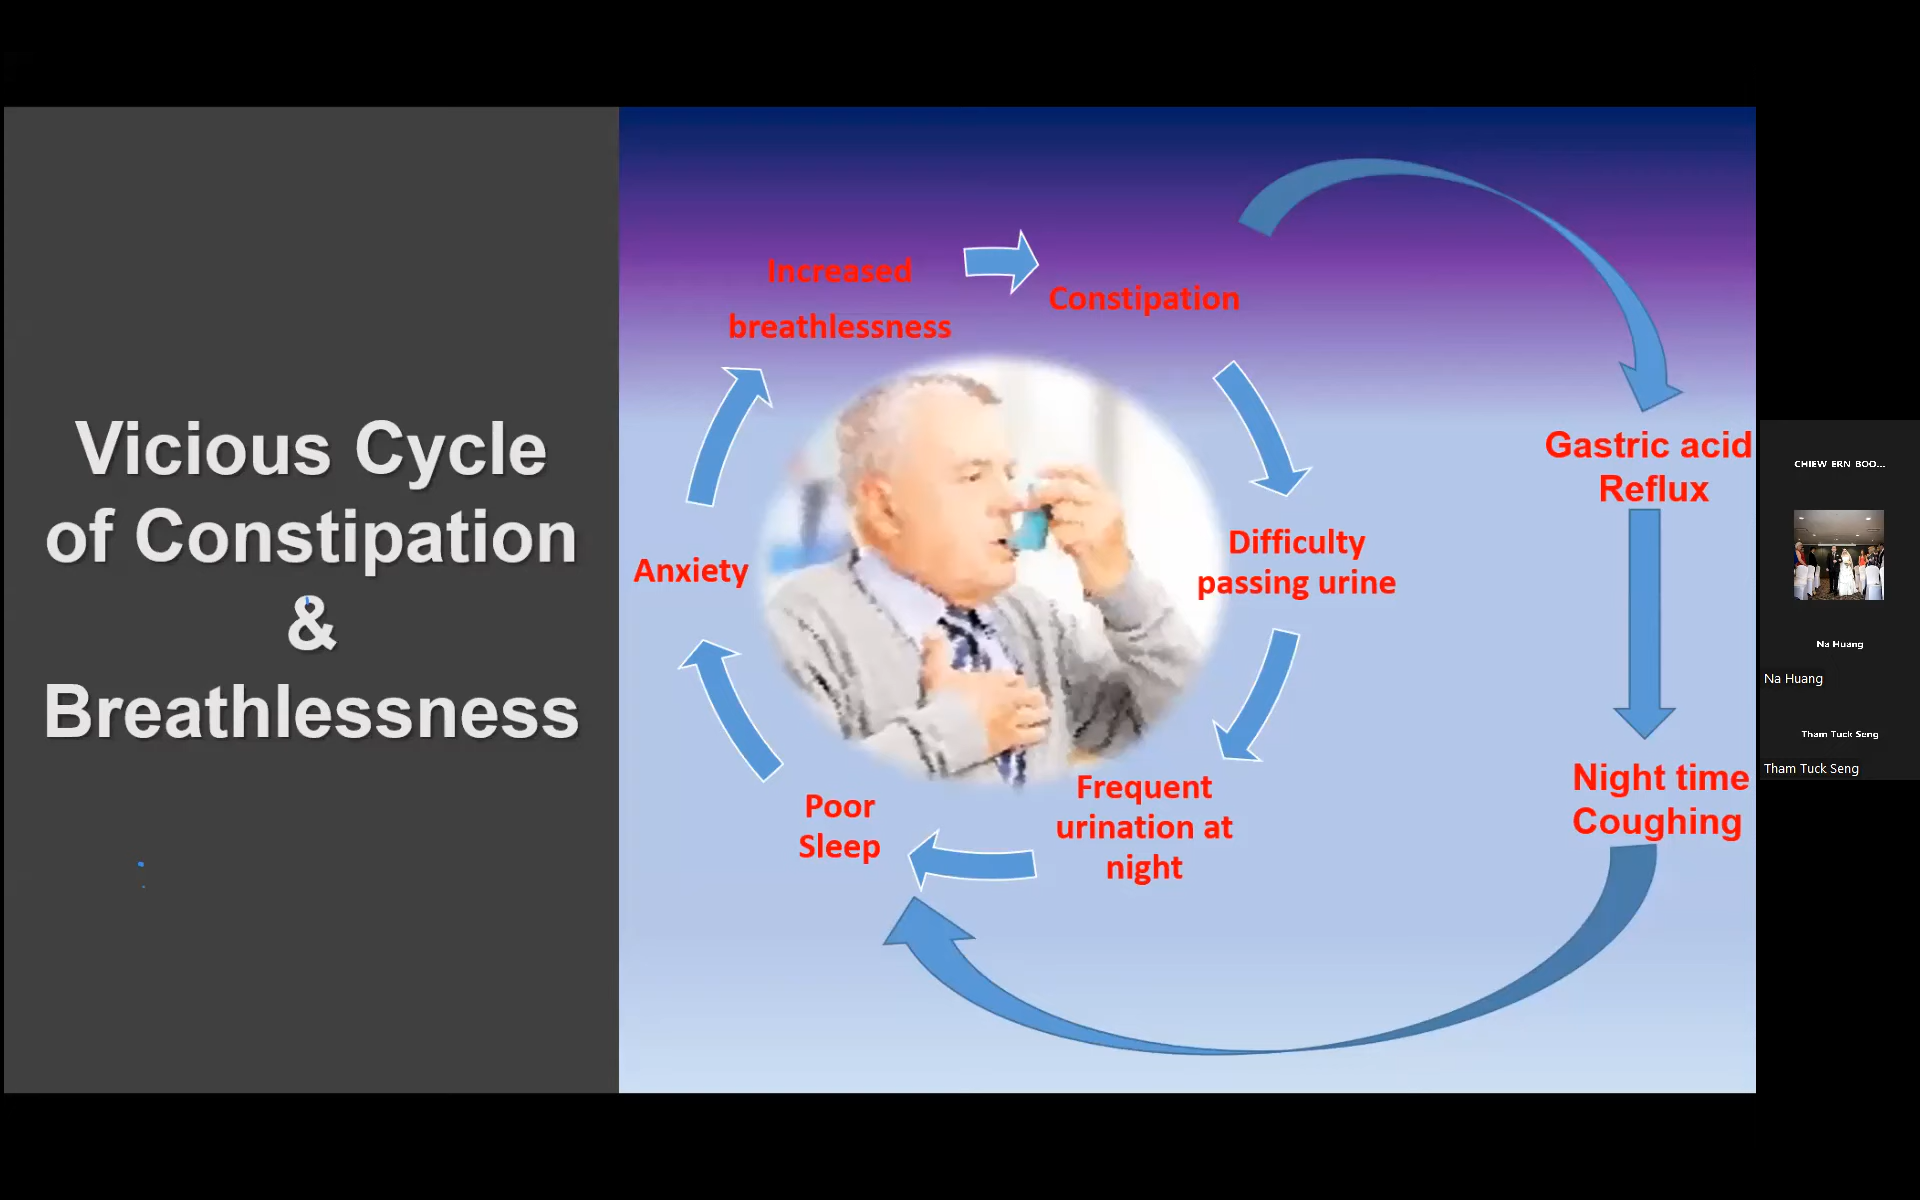 Vicious Cycle
of Constipation
&
Breathlessness
Increased
breathlessness
Constipation
Difficulty
passing urine
Frequent
urination at
night
Poor
Sleep
Anxiety
Gastric acid
Reflux
Night time
Coughing
CHIEW ERN BOO...
Na Huang
Na Huang
Tham Tuck Seng
Tham Tuck Seng